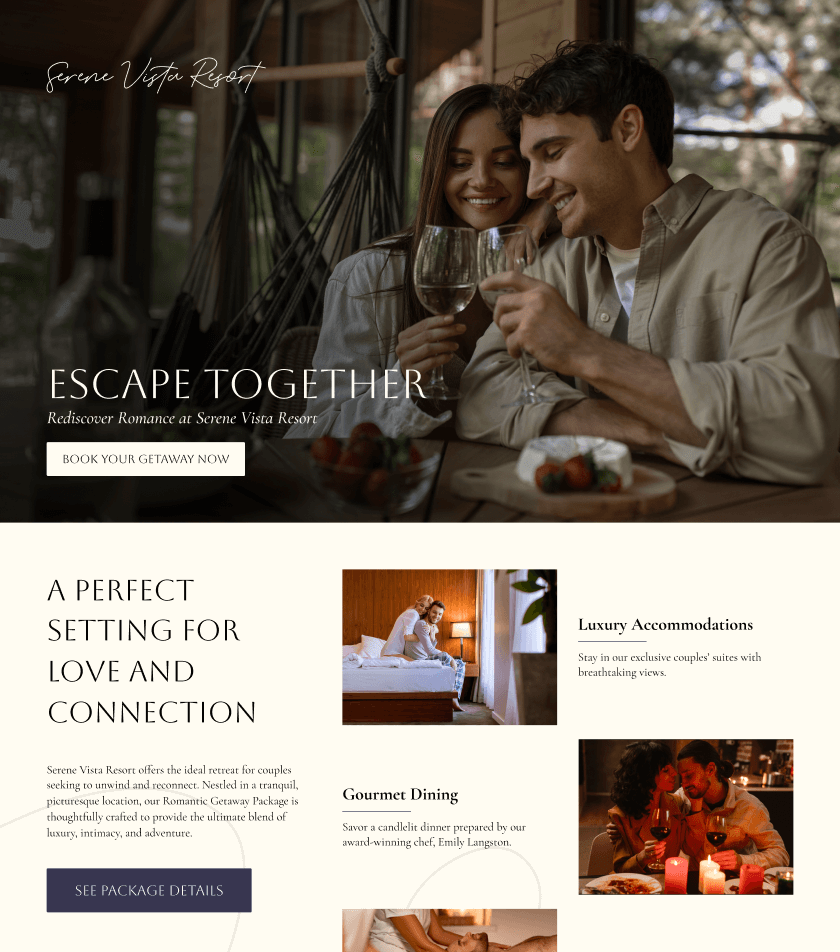 Serene Vista Resort
ESCAPE TOGETHER
Rediscover Romance at Serene Vista Resort
BOOK YOUR GETAWAY NOW
A PERFECT
SETTING FOR
LOVE AND
CONNECTION
Serene Vista Resort offers the ideal retreat for couples
seeking to unwind and reconnect. Nestled in a tranquil,
picturesque location, our Romantic Getaway Package is
thoughtfully crafted to provide the ultimate blend of
luxury, intimacy, and adventure.
SEE PACKAGE DETAILS
Luxury Accommodations
Stay in our exclusive couples' suites with
breathtaking views.
Gourmet Dining
Savor a candlelit dinner prepared by our
award-winning chef, Emily Langston.